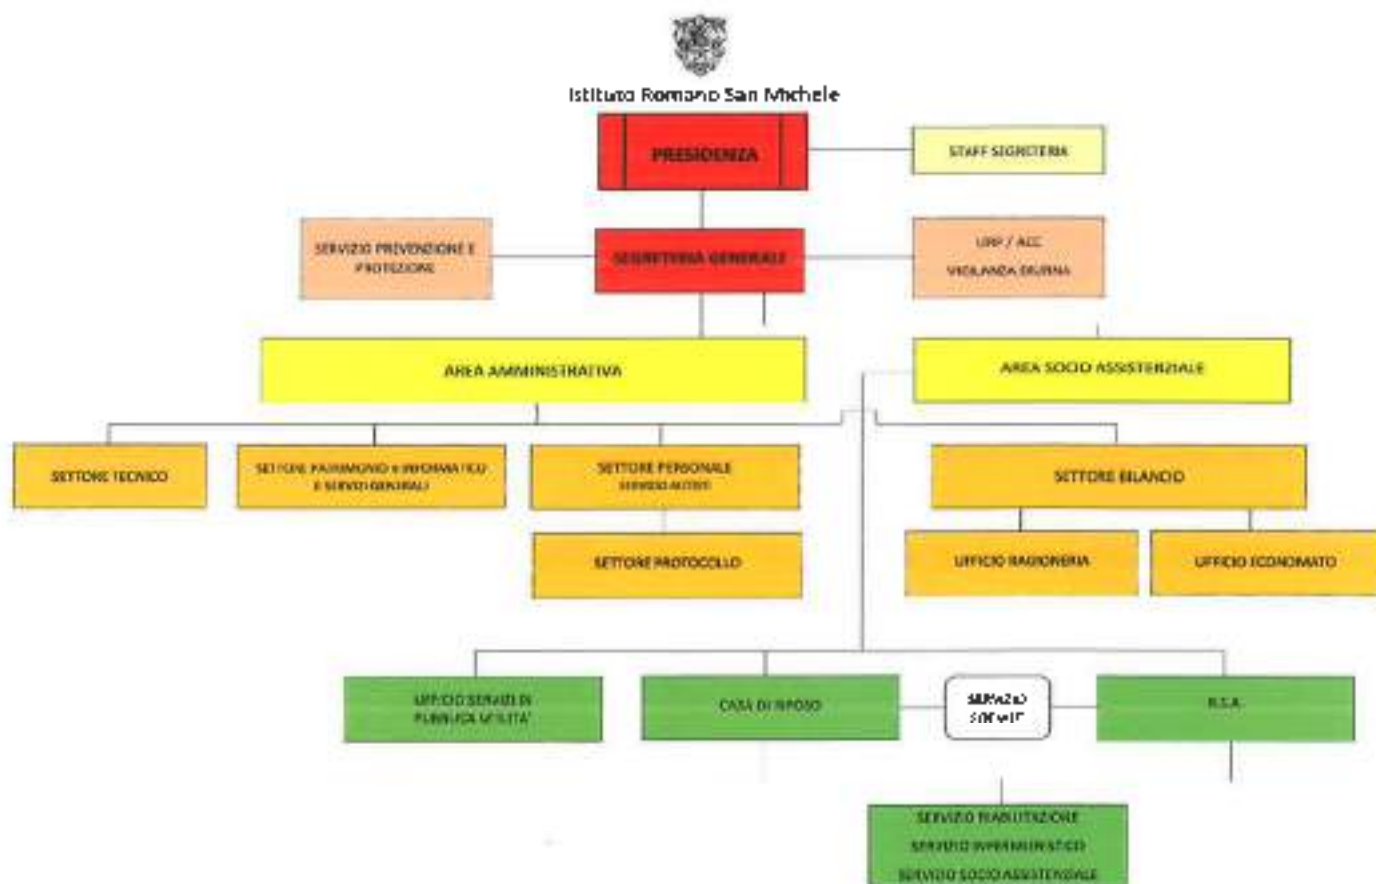 Istituto Romano San Michele
PRESIDENZA
STAFF SEGRETERIA
SERVIZIO PREVENZIONE E
PROTEZIONE
SEGRETERIA GENERALE
URP / ACC
VIGILANZA DIURNA
AREA AMMINISTRATIVA
AREA SOCIO ASSISTENZIALE
SETTORE TECNICO
SETTORE PATRIMONIO e INFORMATICO
E SERVIZI GENERALI
SETTORE PERSONALE
SERVIZIO AUTISTI
SETTORE BILANCIO
SETTORE PROTOCOLLO
UFFICIO RAGIONERIA
UFFICIO ECONOMATO
UFFICIO SERVIZI DI
PUBBLICA UTILITA'
CASA DI RIPOSO
SERVIZIO
SOCIALE
R.S.A.
SERVIZIO RIABILITAZIONE
SERVIZIO INFERMIERISTICO
SERVIZIO SOCIO ASSISTENZIALE